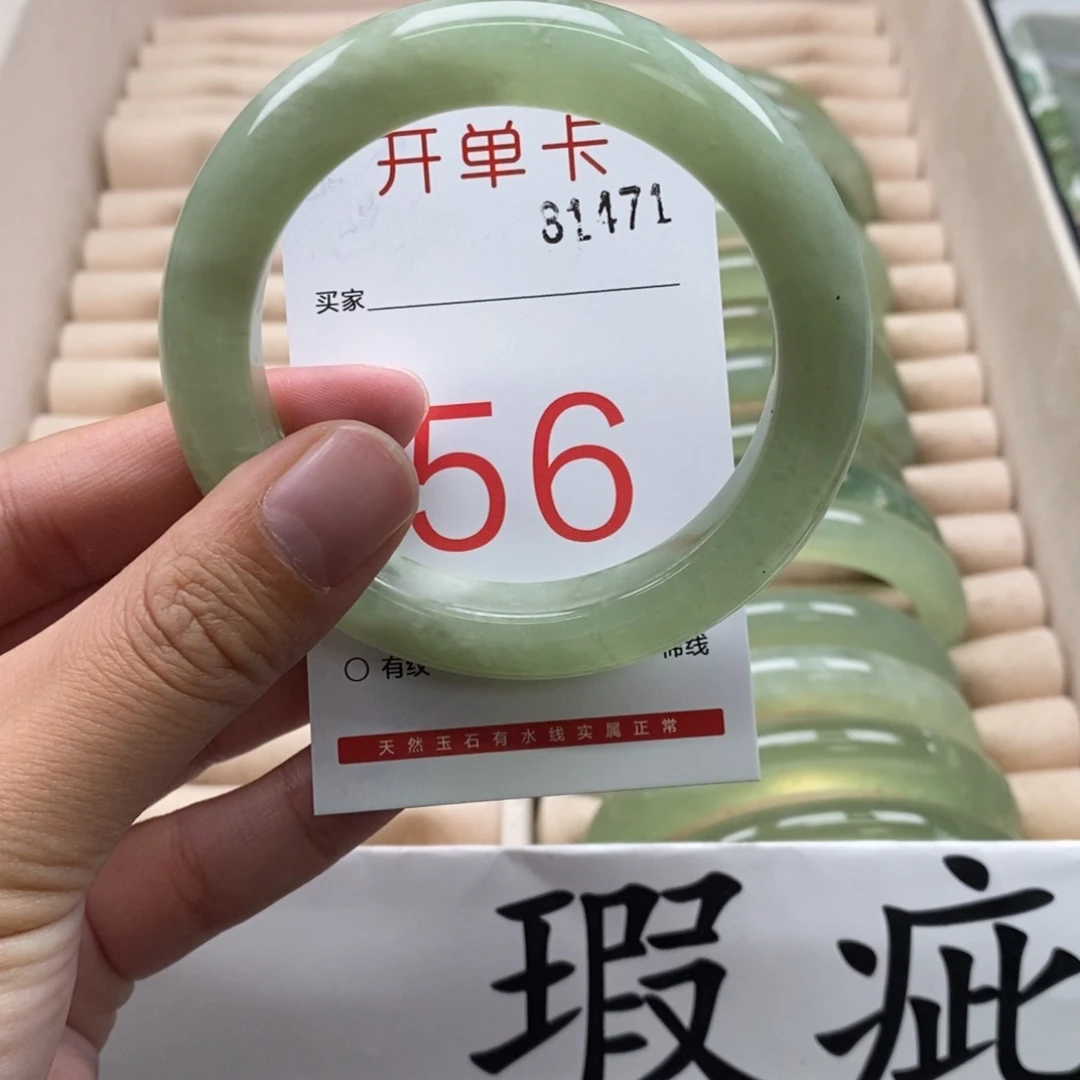 开单卡
31471
买家
56
有纹
筛线
天然玉石有水线实属正常
瑕疵